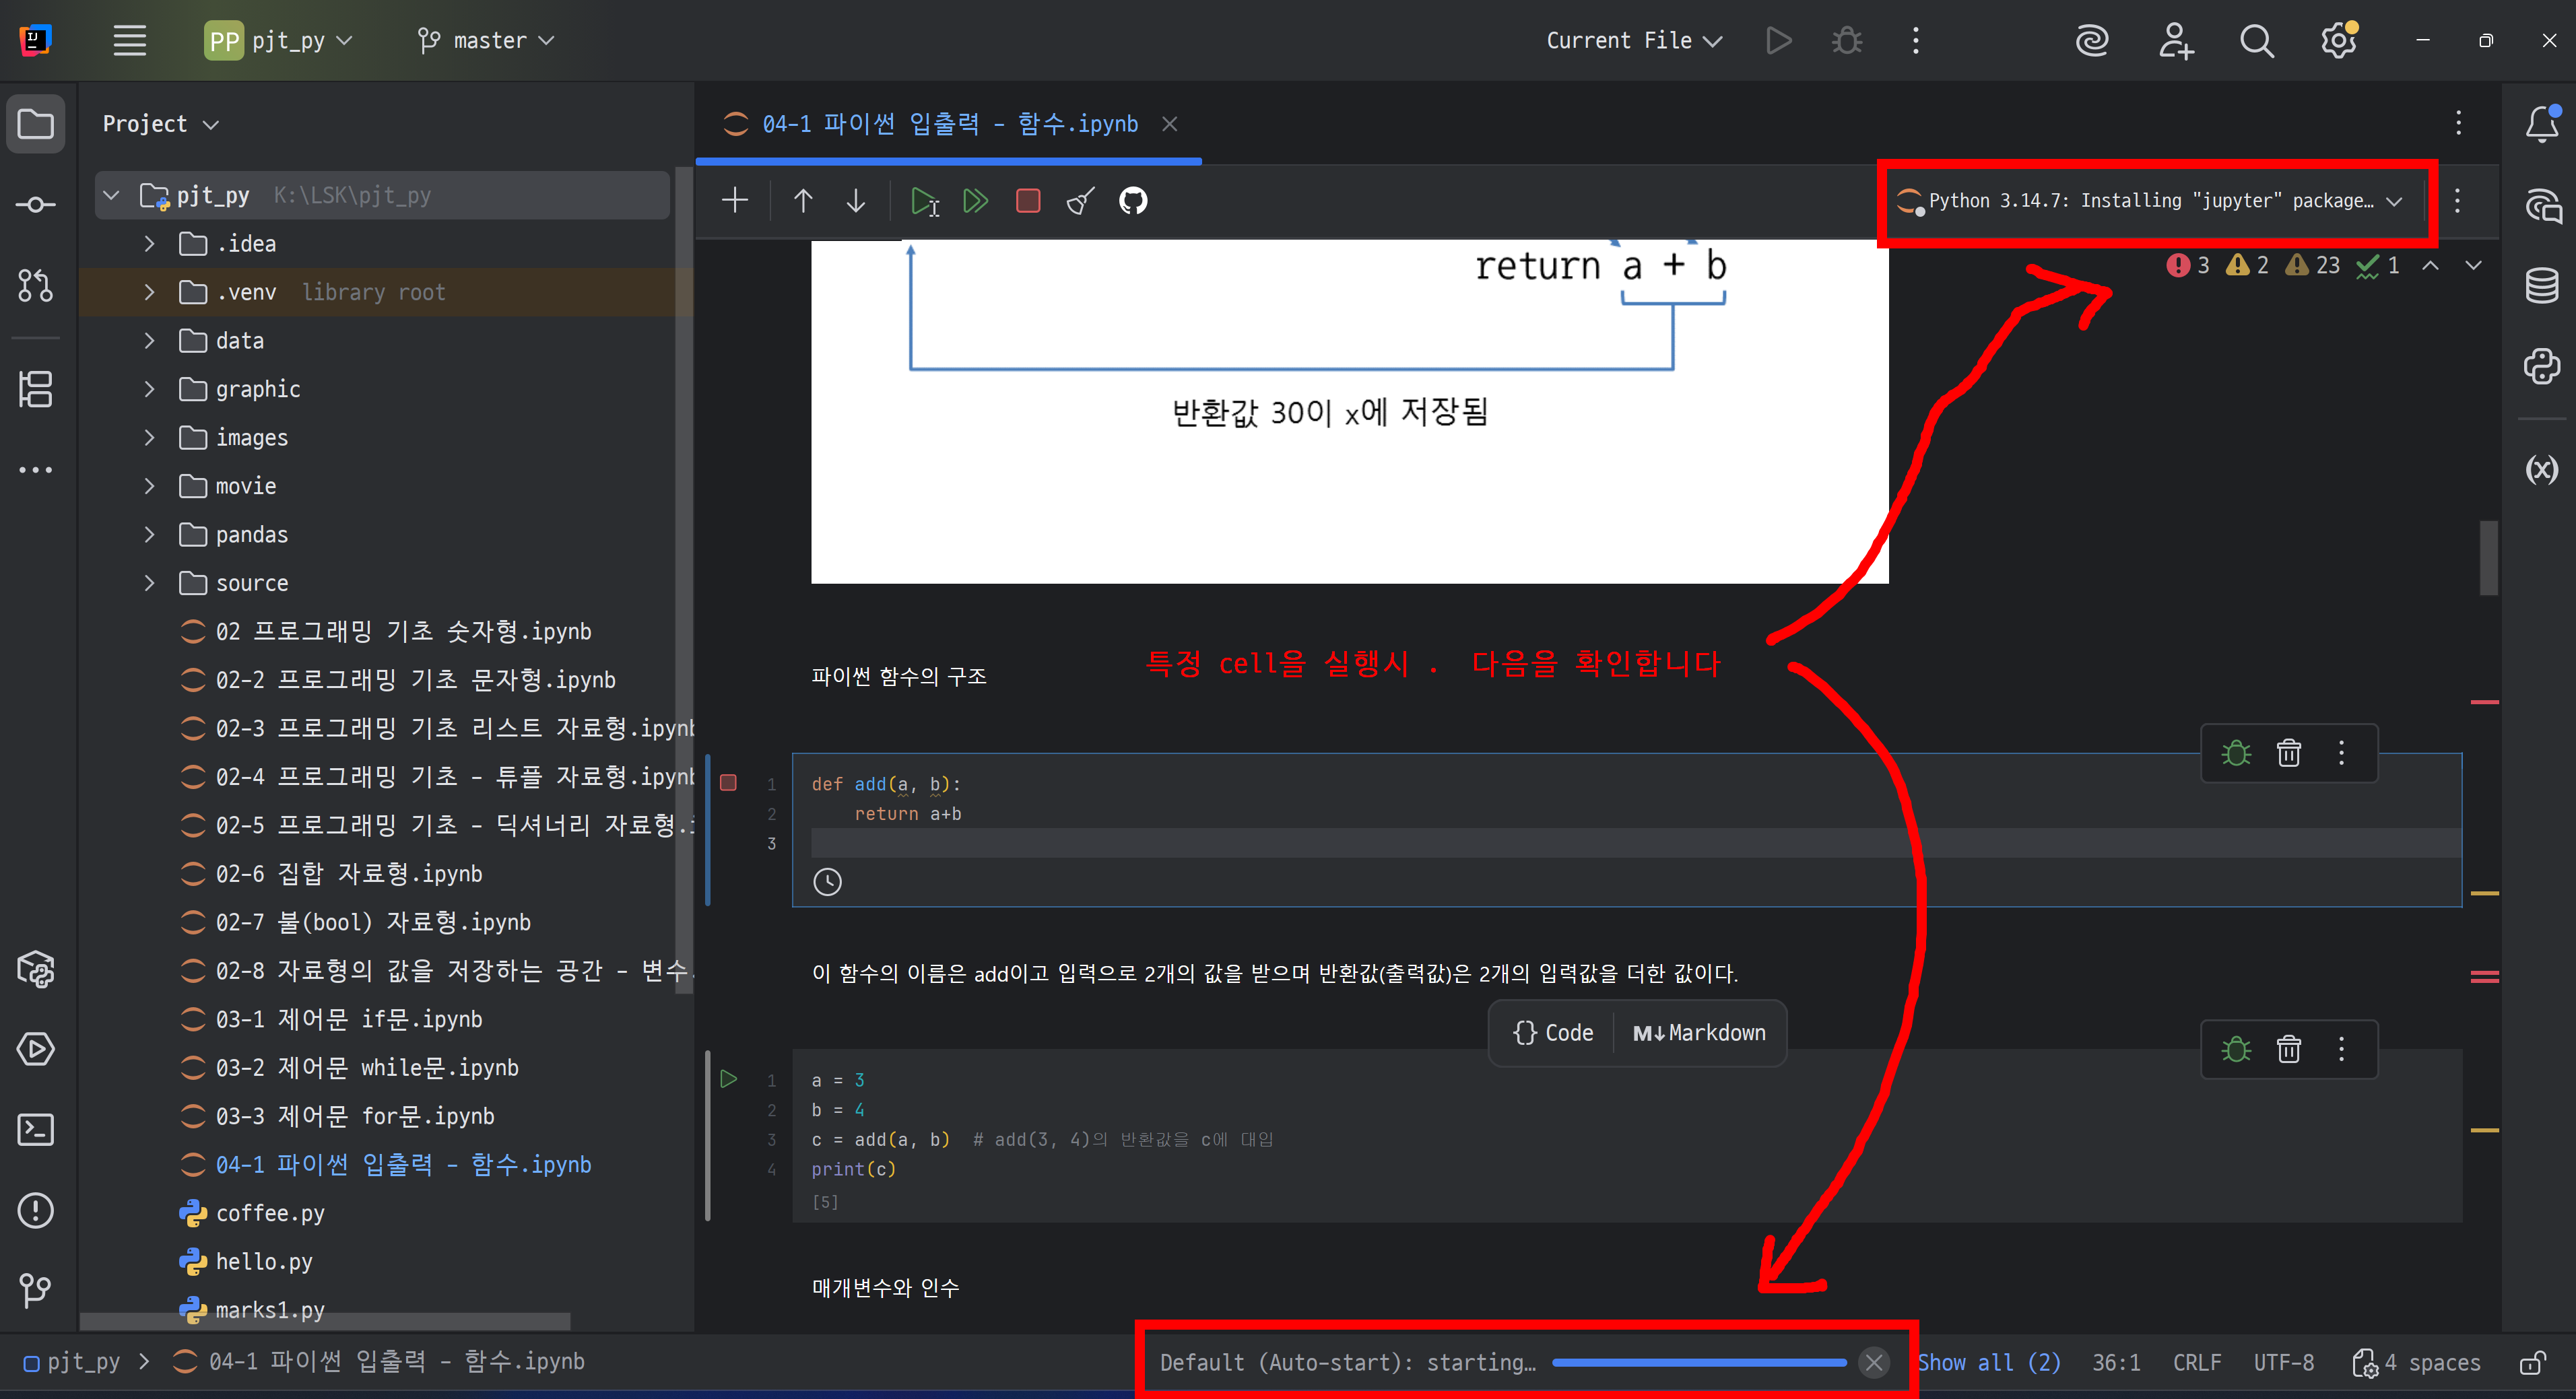 PP pjt_py
master
Current File
Project
04-1 파이썬 입출력 - 함수.ipynb
pjt_py K:\LSK\pjt_py
.idea
.venv library root
data
graphic
images
movie
pandas
source
02 프로그래밍 기초 숫자형.ipynb
02-2 프로그래밍 기초 문자형.ipynb
02-3 프로그래밍 기초 리스트 자료형.ipynb
02-4 프로그래밍 기초 - 튜플 자료형.ipynb
02-5 프로그래밍 기초 - 딕셔너리 자료형.i
02-6 집합 자료형.ipynb
02-7 불(bool) 자료형.ipynb
02-8 자료형의 값을 저장하는 공간 - 변수.
03-1 제어문 if문.ipynb
03-2 제어문 while문.ipynb
03-3 제어문 for문.ipynb
04-1 파이썬 입출력 - 함수.ipynb
coffee.py
hello.py
marks1.py
Python 3.14.7: Installing "jupyter" package...
3 2 23 1
return a + b
반환값 30이 x에 저장됨
파이썬 함수의 구조
특정 cell을 실행시 . 다음을 확인합니다
1 def add(a, b):
2 return a+b
3
이 함수의 이름은 add이고 입력으로 2개의 값을 받으며 반환값(출력값)은 2개의 입력값을 더한 값이다.
{} Code M↓Markdown
1 a = 3
2 b = 4
3 c = add(a, b) # add(3, 4)의 반환값을 c에 대입
4 print(c)
[5]
매개변수와 인수
pjt_py > 04-1 파이썬 입출력 - 함수.ipynb
Default (Auto-start): starting...
Show all (2) 36:1 CRLF UTF-8 4 spaces